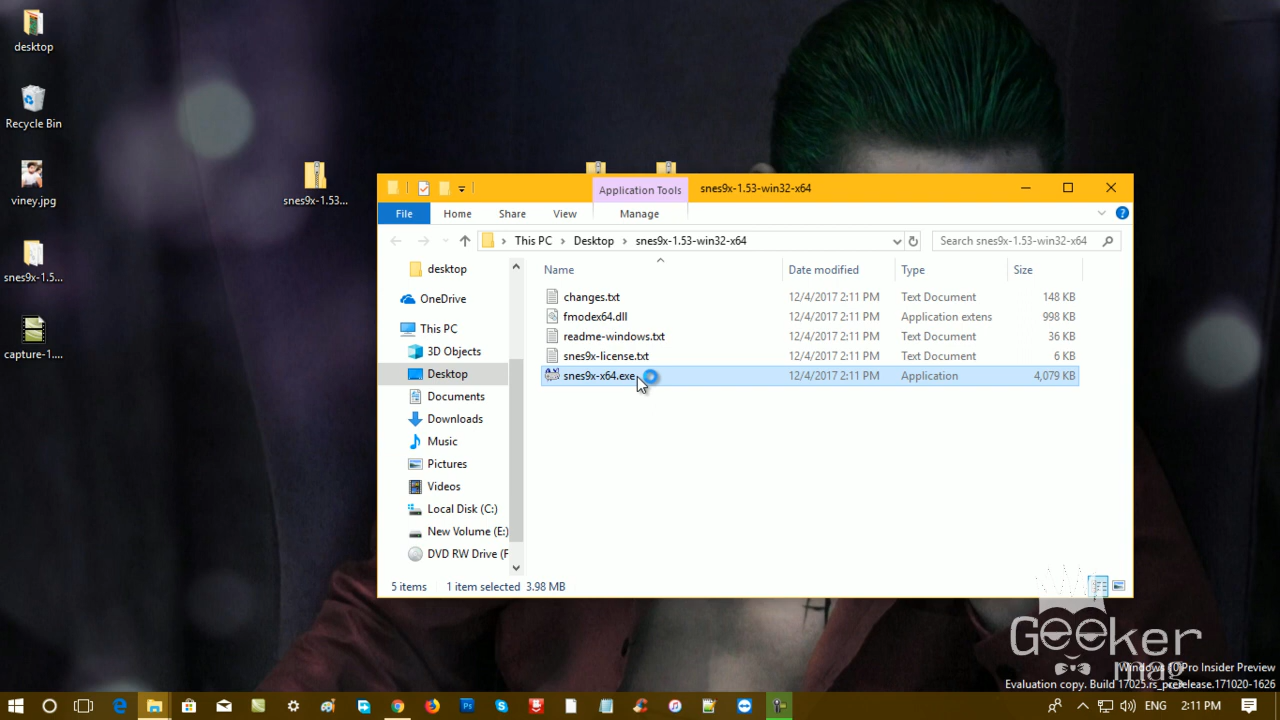 desktop
Recycle Bin
viney.jpg
snes9x-1.5...
capture-1....
snes9x-1.53...
Application Tools
snes9x-1.53-win32-x64
File
Home
Share
View
Manage
This PC
Desktop
snes9x-1.53-win32-x64
Search snes9x-1.53-win32-x64
desktop
OneDrive
This PC
3D Objects
Desktop
Documents
Downloads
Music
Pictures
Videos
Local Disk (C:)
New Volume (E:)
DVD RW Drive (F
Name Date modified Type Size
changes.txt 12/4/2017 2:11 PM Text Document 148 KB
fmodex64.dll 12/4/2017 2:11 PM Application extens 998 KB
readme-windows.txt 12/4/2017 2:11 PM Text Document 36 KB
snes9x-license.txt 12/4/2017 2:11 PM Text Document 6 KB
snes9x-x64.exe 12/4/2017 2:11 PM Application 4,079 KB
5 items 1 item selected 3.98 MB
Geeker
Mag
Windows 10 Pro Insider Preview
Evaluation copy. Build 17025.rs_prerelease.171020-1626
ENG 2:11 PM